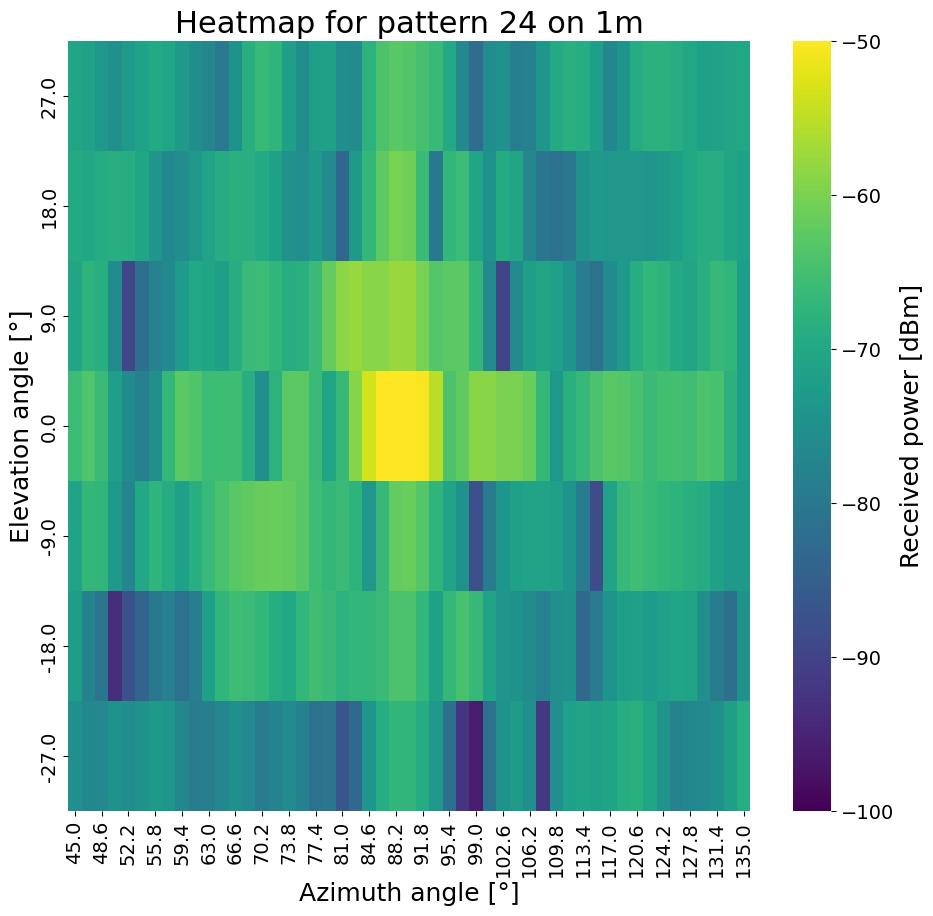 Heatmap for pattern 24 on 1m
Elevation angle [°]
27.0
18.0
9.0
0.0
-9.0
-18.0
-27.0
45.0 48.6 52.2 55.8 59.4 63.0 66.6 70.2 73.8 77.4 81.0 84.6 88.2 91.8 95.4 99.0 102.6 106.2 109.8 113.4 117.0 120.6 124.2 127.8 131.4 135.0
Azimuth angle [°]
−50
−60
−70
−80
−90
−100
Received power [dBm]